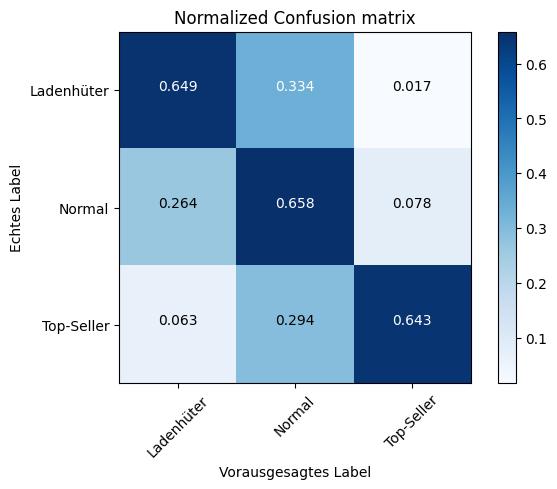 Normalized Confusion matrix
Echtes Label
Ladenhüter
0.649 0.334 0.017
Normal
0.264 0.658 0.078
Top-Seller
0.063 0.294 0.643
Ladenhüter Normal Top-Seller
Vorausgesagtes Label
0.6
0.5
0.4
0.3
0.2
0.1